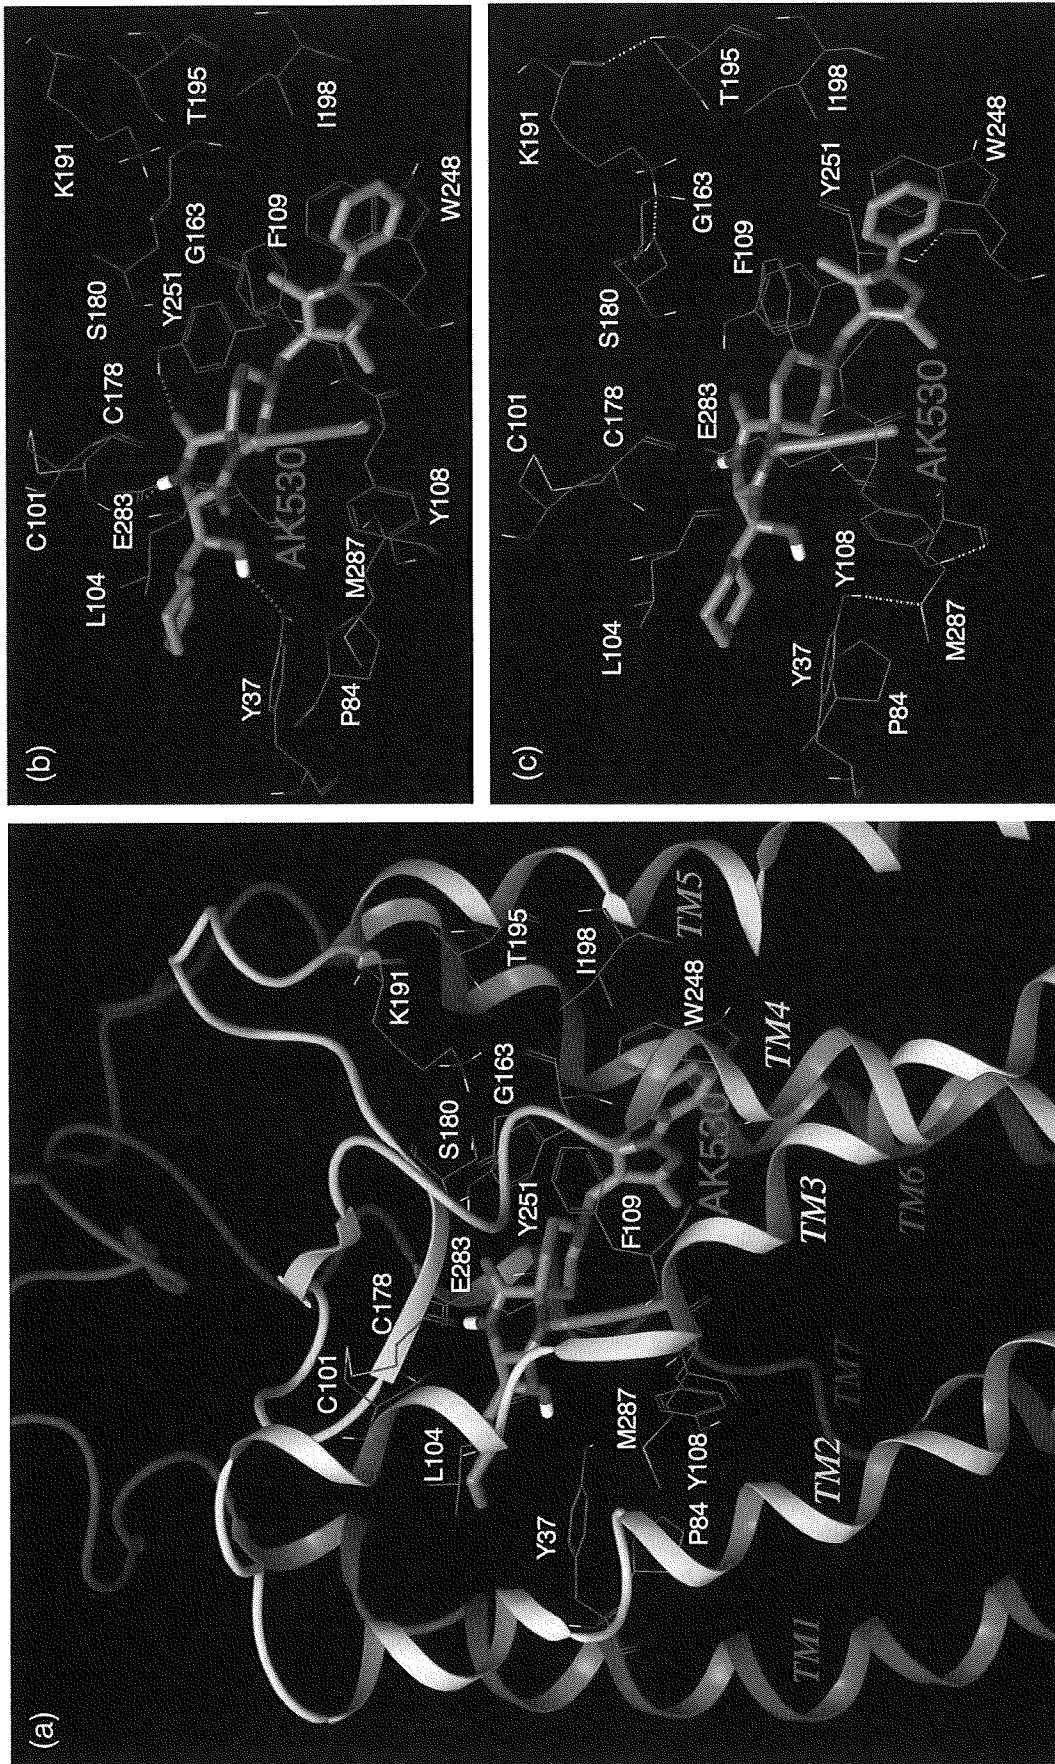 (a)
C101
C178
K191
L104
E283
S180
G163
T195
Y37
Y251
I198
M287
F109
W248
P84
Y108
AK530
TM5
TM1
TM2
TM7
TM3
TM6
TM4
(b)
C101
C178
S180
K191
L104
E283
Y251
G163
T195
Y37
AK530
F109
I198
P84
M287
Y108
W248
(c)
C101
K191
L104
C178
S180
G163
T195
E283
F109
Y251
I198
Y37
Y108
AK530
W248
P84
M287